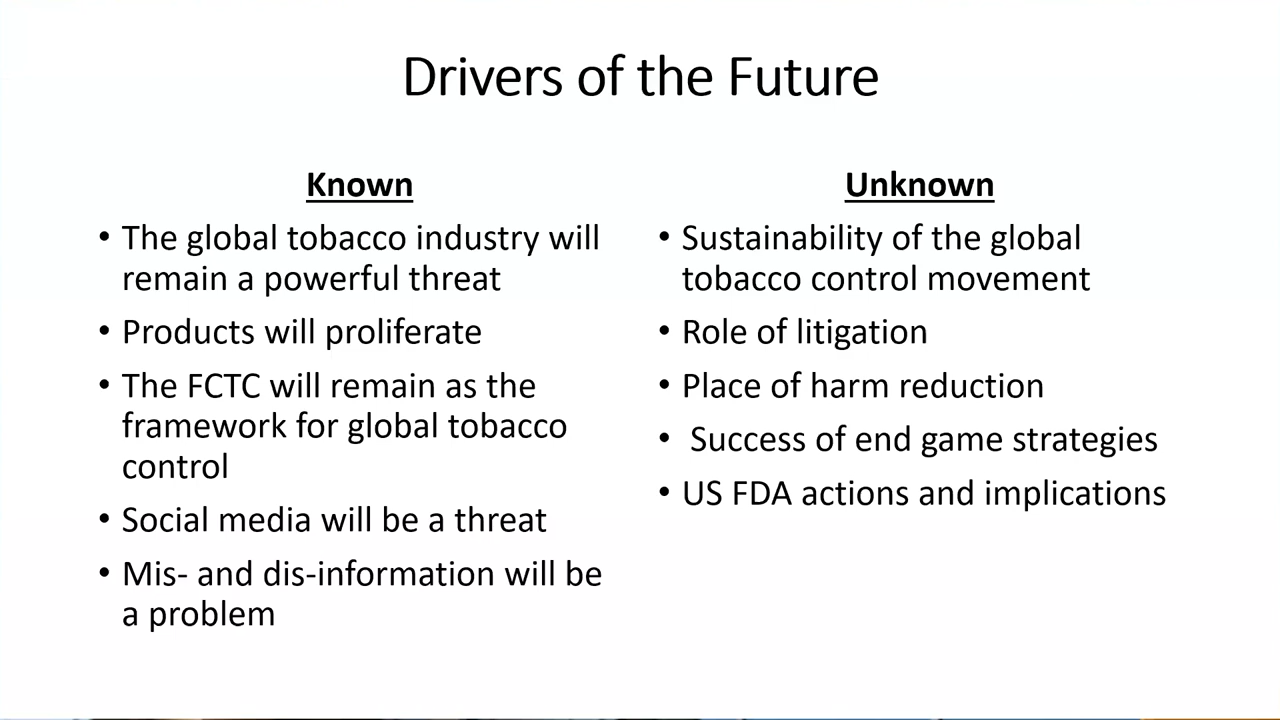 Drivers of the Future
Known
• The global tobacco industry will
remain a powerful threat
• Products will proliferate
• The FCTC will remain as the
framework for global tobacco
control
• Social media will be a threat
• Mis- and dis-information will be
a problem
Unknown
• Sustainability of the global
tobacco control movement
• Role of litigation
• Place of harm reduction
• Success of end game strategies
• US FDA actions and implications